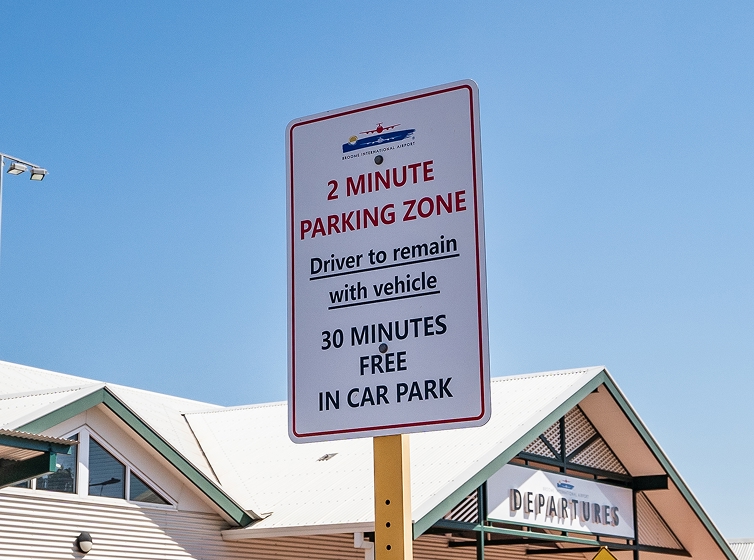 BROOME INTERNATIONAL AIRPORT
2 MINUTE
PARKING ZONE
Driver to remain
with vehicle
30 MINUTES
FREE
IN CAR PARK
DEPARTURES